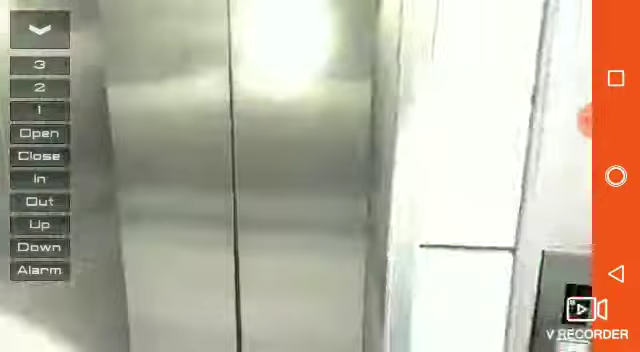 3
2
1
Open
Close
In
Out
Up
Down
Alarm
V RECORDER